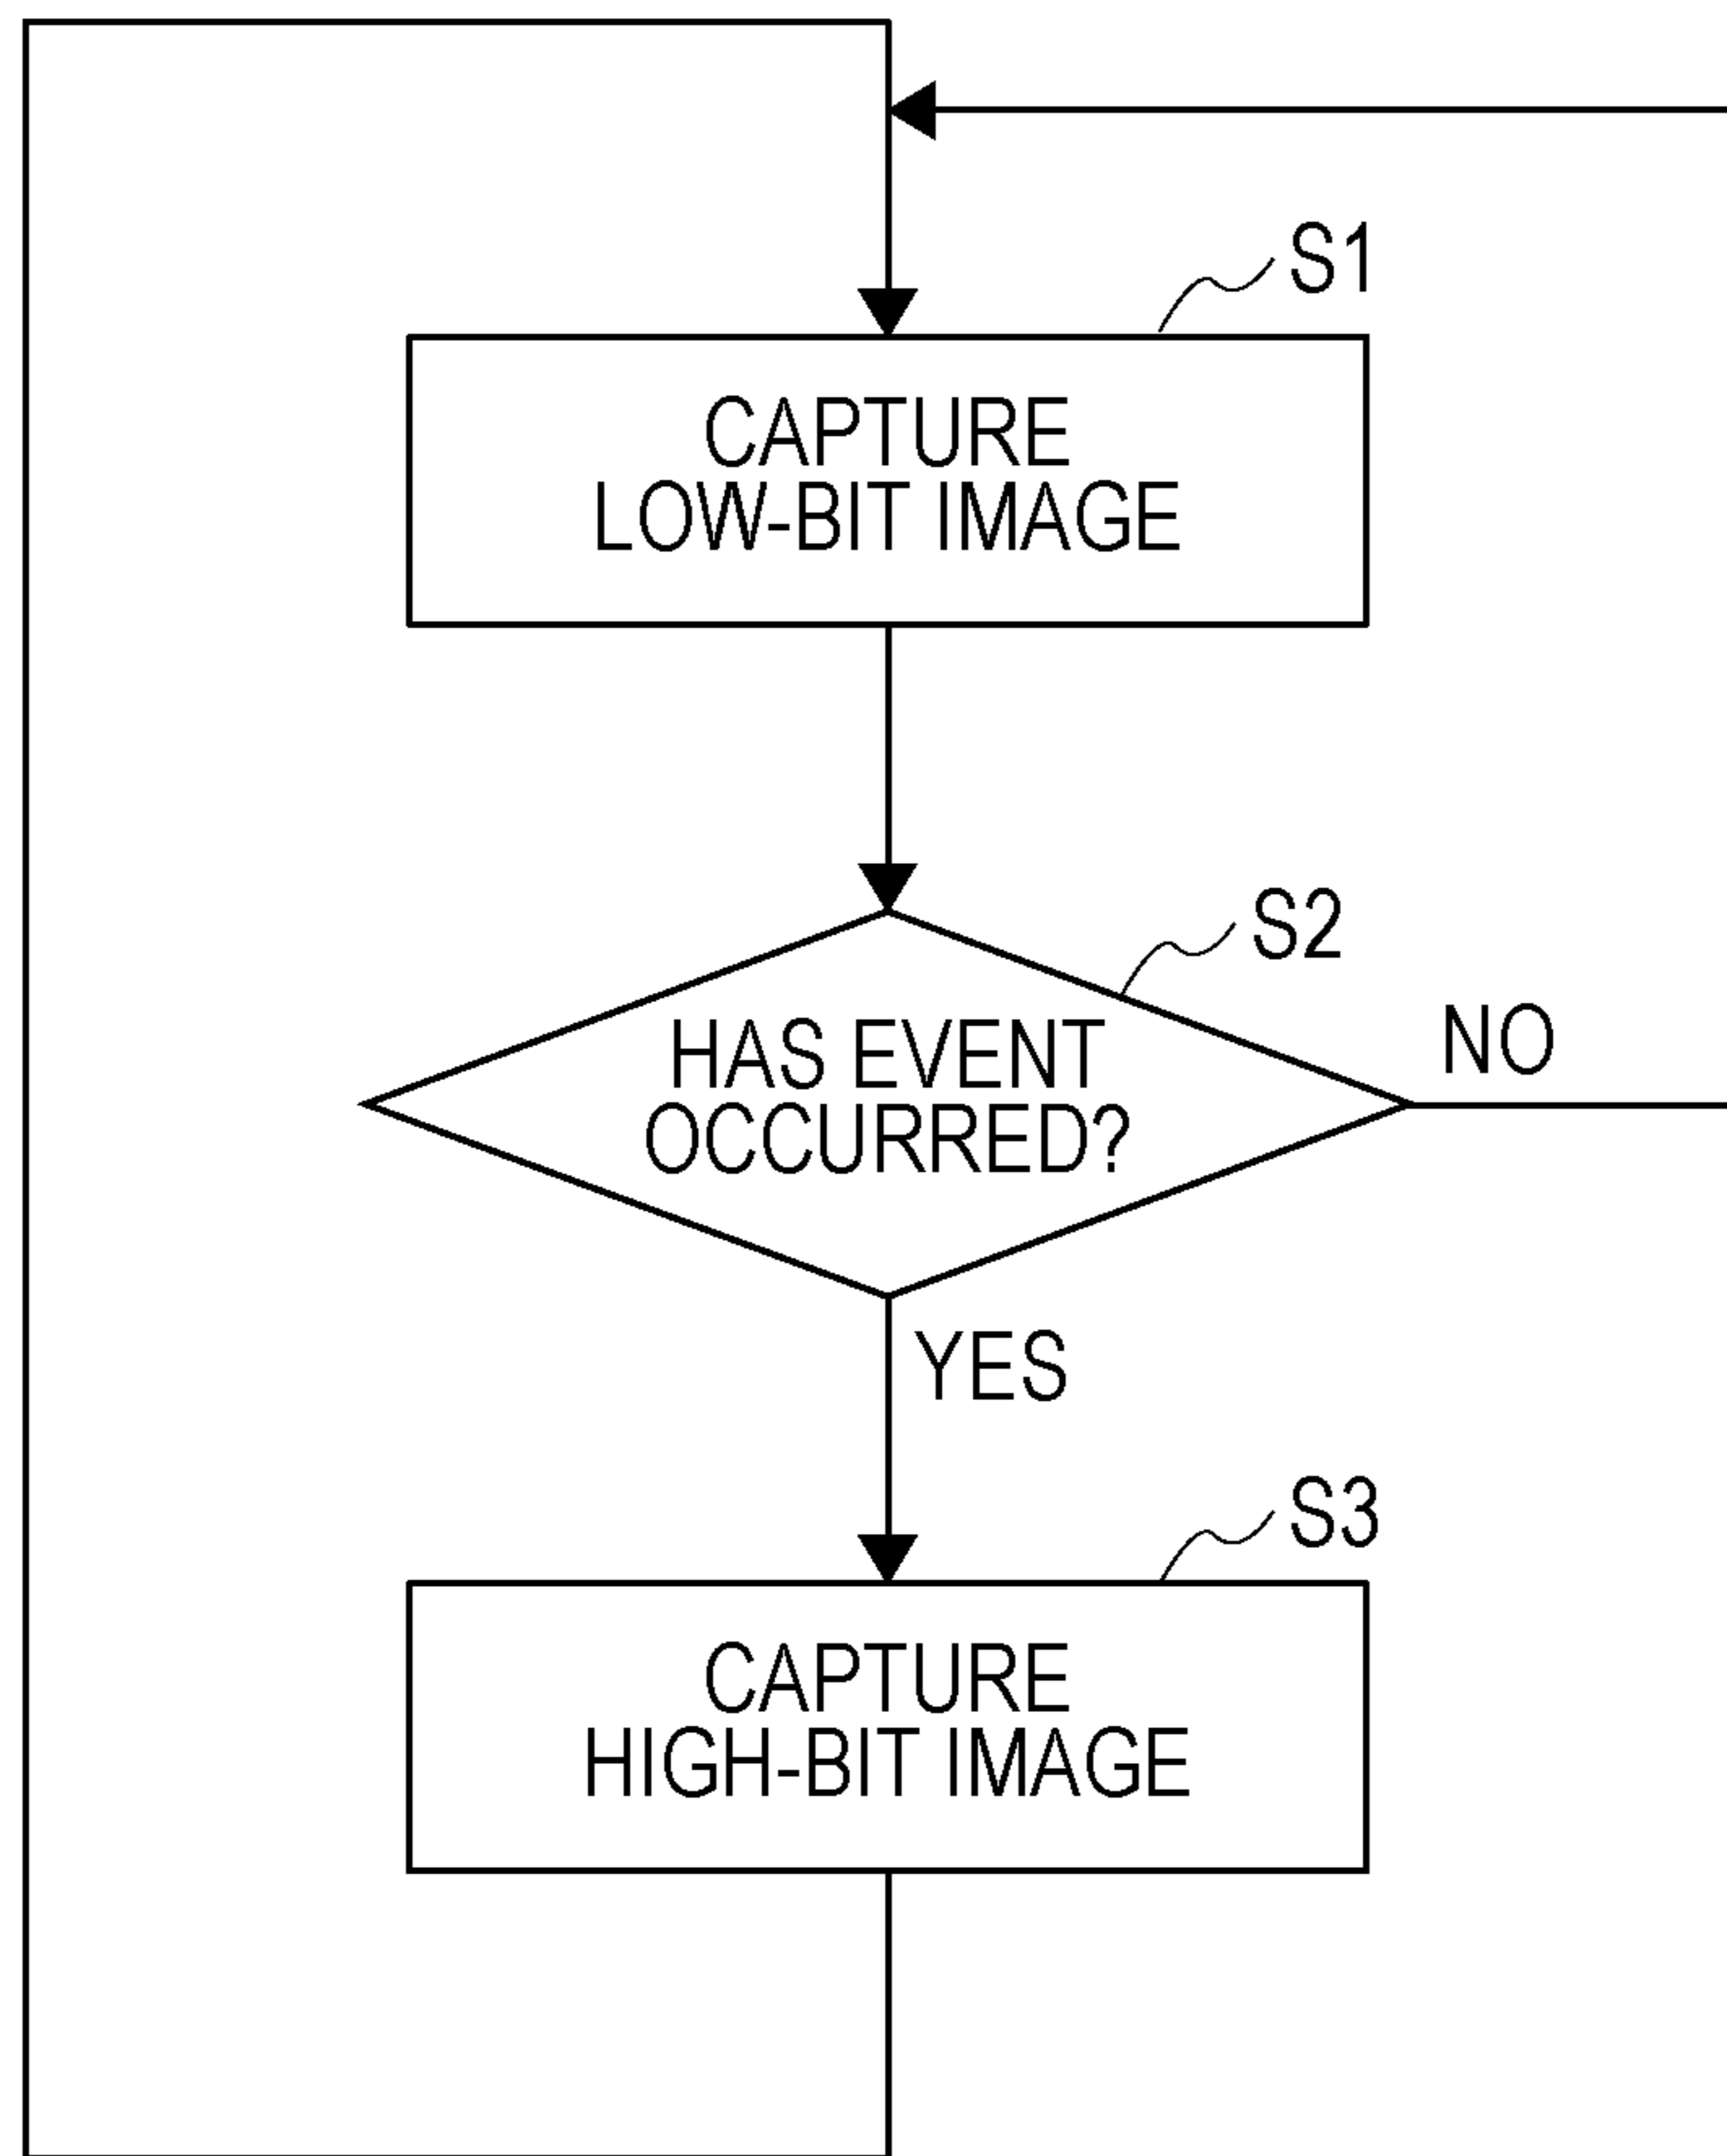 S1
CAPTURE
LOW-BIT IMAGE
S2
HAS EVENT
OCCURRED?
NO
YES
S3
CAPTURE
HIGH-BIT IMAGE